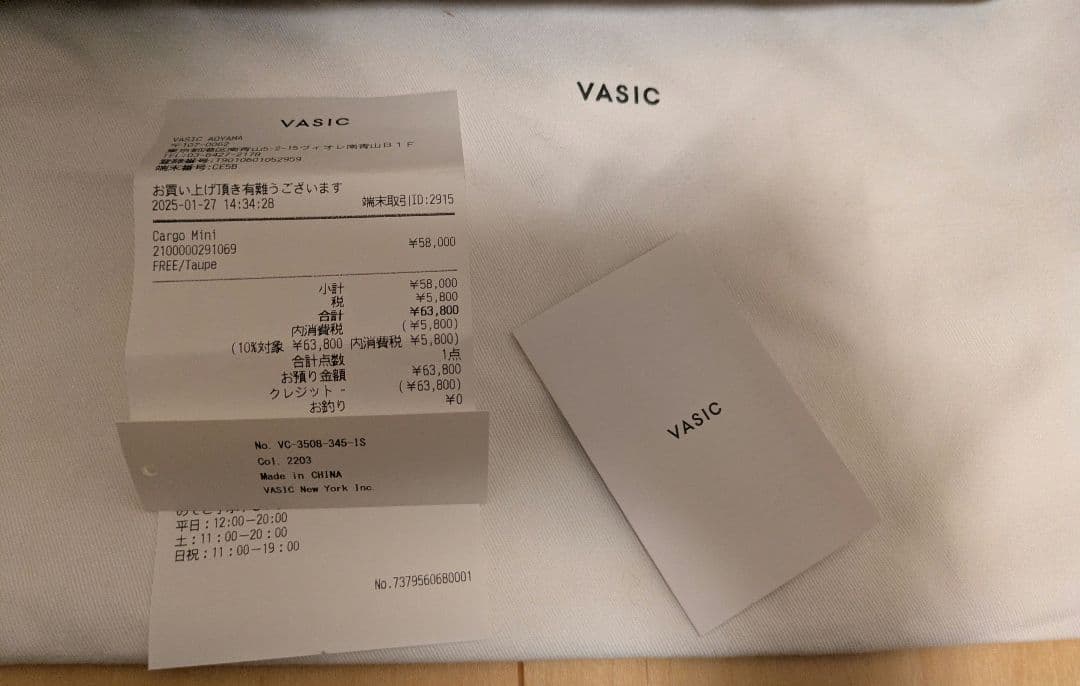 VASIC
VASIC
VASIC AOYAMA
〒107-0062
東京都港区南青山5-2-15ヴィオレ南青山B1F
TEL:03-6427-2179
登録番号:T9010601052959
端末番号:CE5B
お買い上げ頂き有難うございます
2025-01-27 14:34:28 端末取引ID:2915
Cargo Mini
2100000291069 ¥58,000
FREE/Taupe
小計 ¥58,000
税 ¥5,800
合計 ¥63,800
内消費税 (¥5,800)
(10%対象 ¥63,800 内消費税 ¥5,800)
合計点数 1点
お預り金額 ¥63,800
クレジット - (¥63,800)
お釣り ¥0
No. VC-3508-345-IS
Col. 2203
Made in CHINA
VASIC New York Inc.
平日:12:00-20:00
土:11:00-20:00
日祝:11:00-19:00
No.7379560680001
VASIC